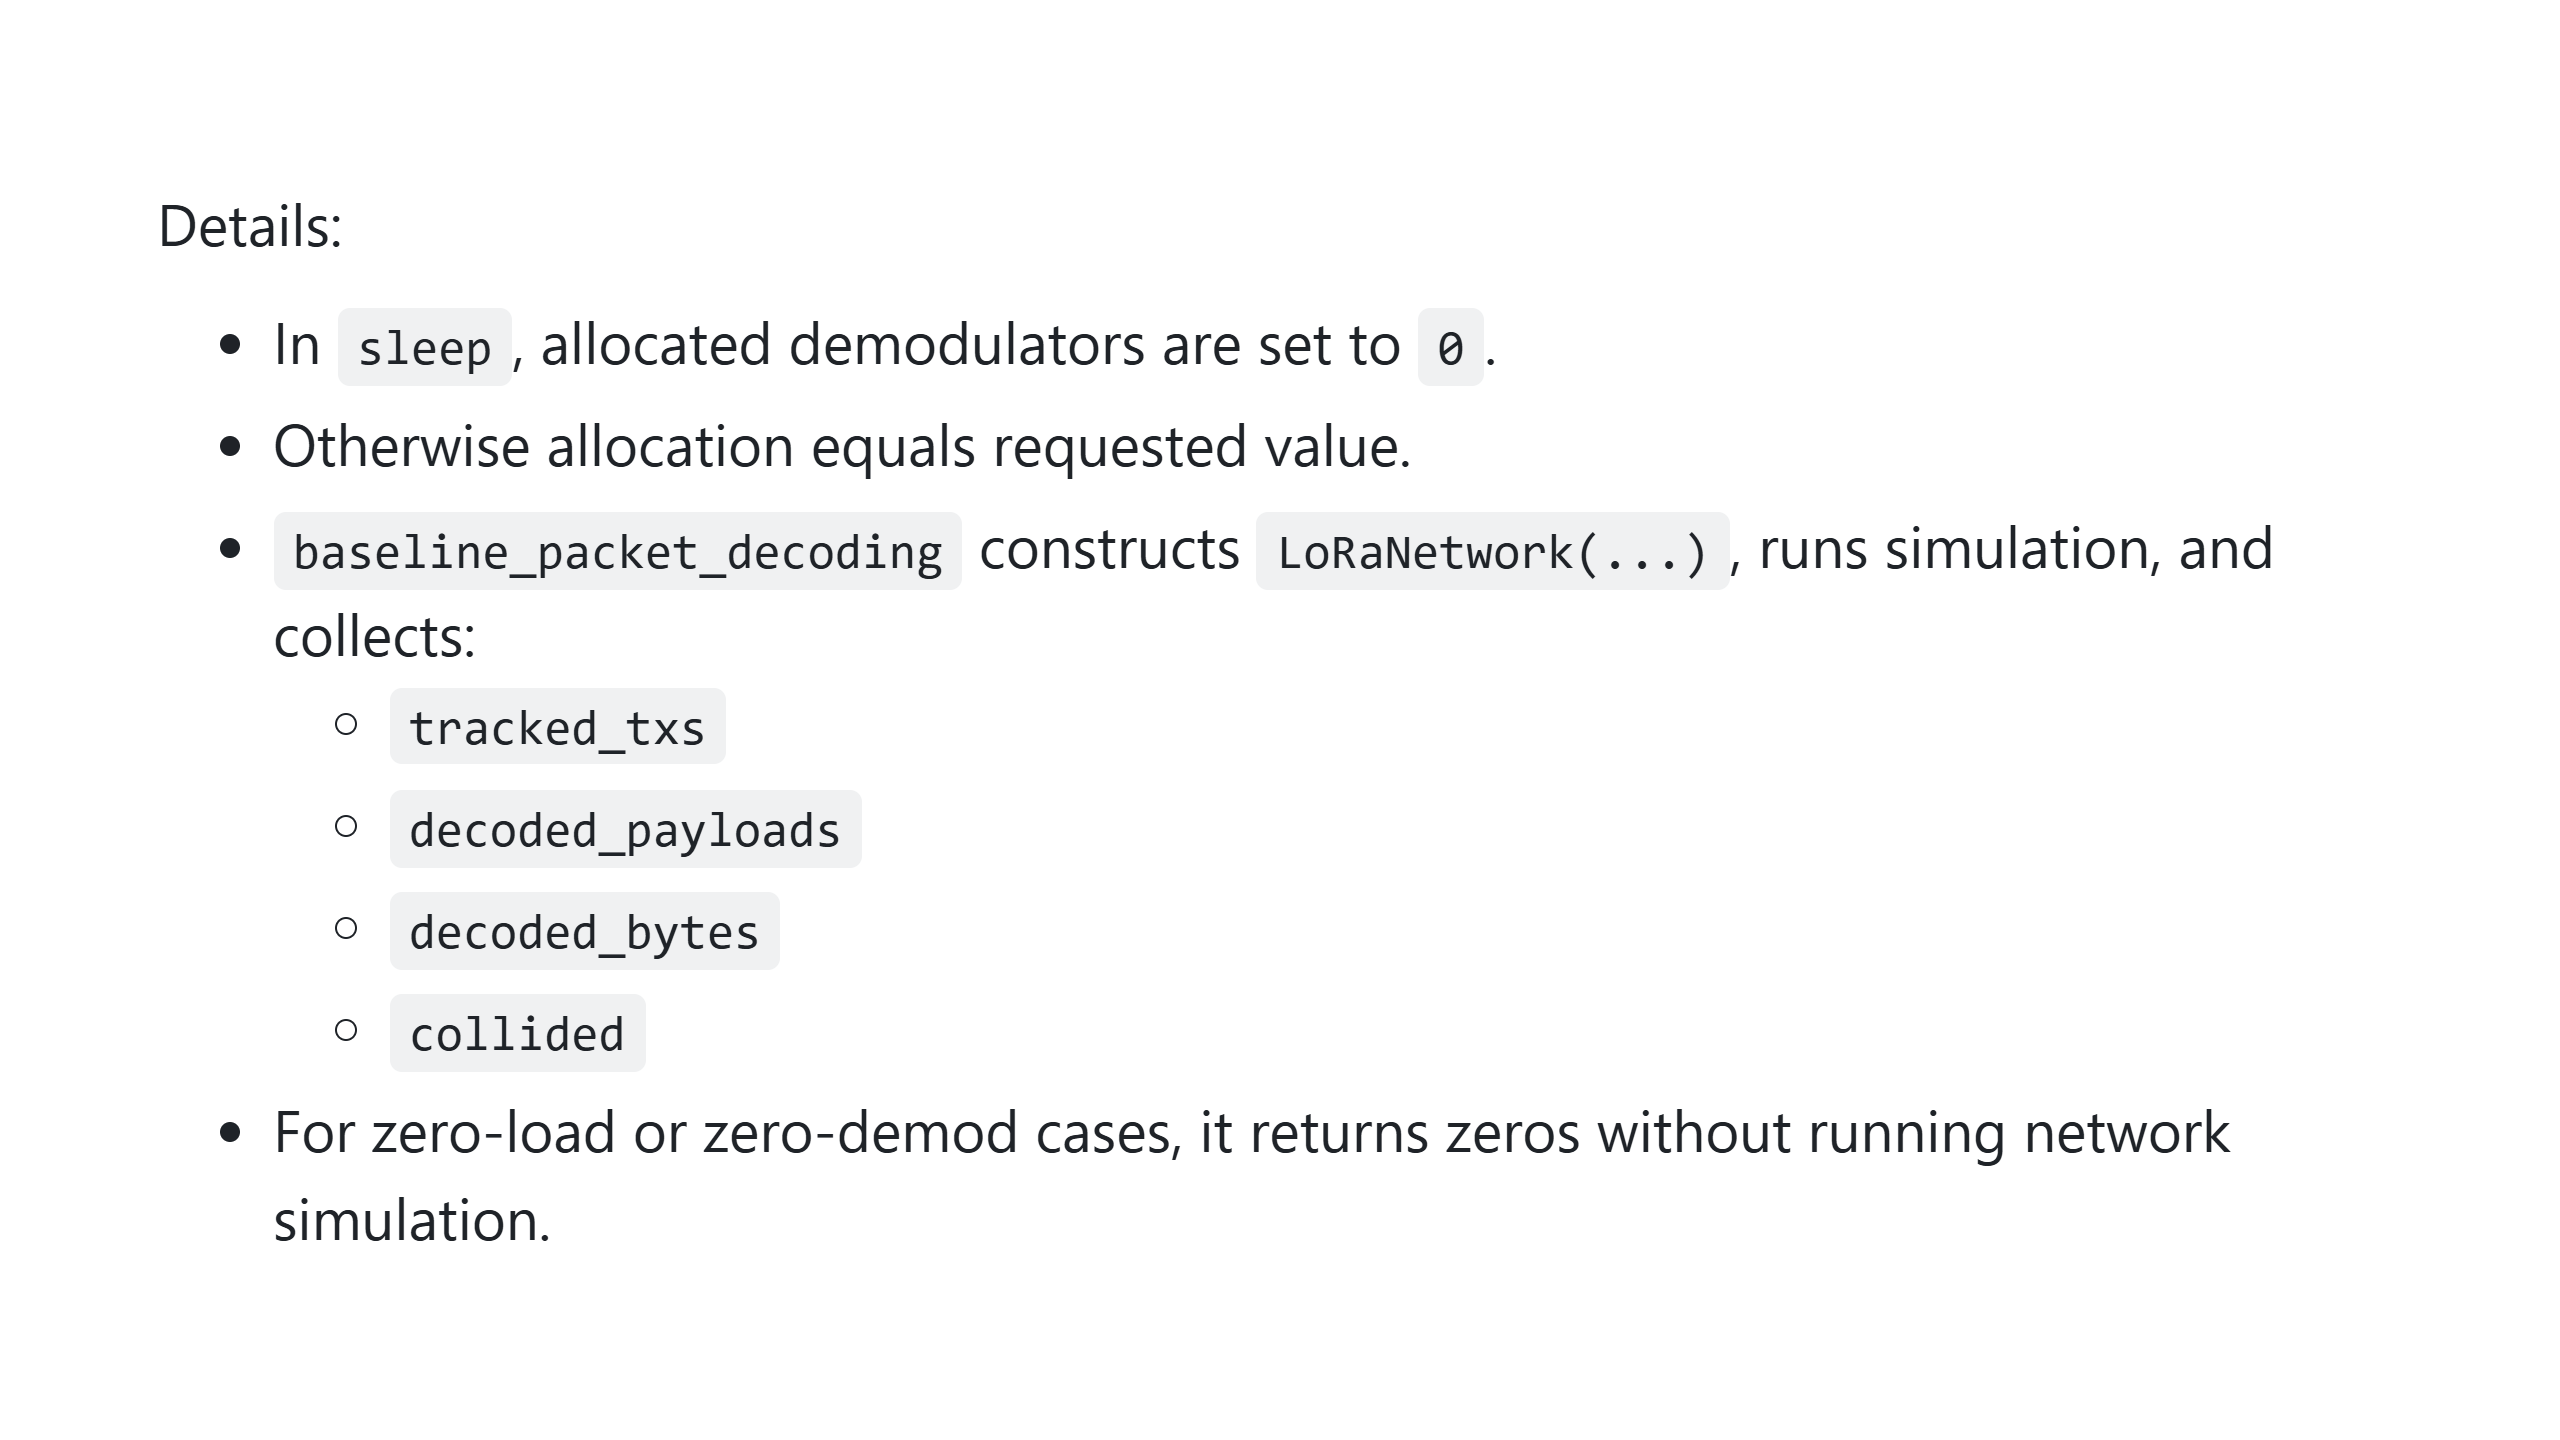 Details:
In sleep, allocated demodulators are set to 0.
Otherwise allocation equals requested value.
baseline_packet_decoding constructs LoRaNetwork(...), runs simulation, and
collects:
tracked_txs
decoded_payloads
decoded_bytes
collided
For zero-load or zero-demod cases, it returns zeros without running network
simulation.